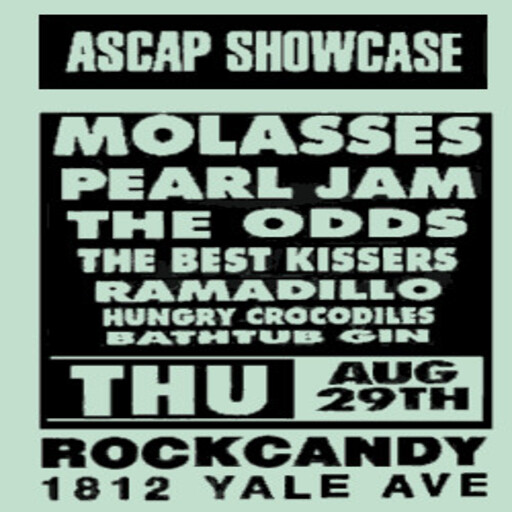 ASCAP SHOWCASE
MOLASSES
PEARL JAM
THE ODDS
THE BEST KISSERS
RAMADILLO
HUNGRY CROCODILES
BATHTUB GIN
THU AUG 29TH
ROCKCANDY
1812 YALE AVE